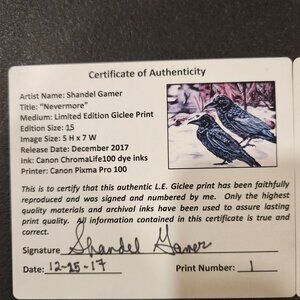 Certificate of Authenticity
Artist Name: Shandel Gamer
Title: "Nevermore"
Medium: Limited Edition Giclee Print
Edition Size: 15
Image Size: 5 H x 7 W
Release Date: December 2017
Ink: Canon ChromaLife100 dye inks
Printer: Canon Pixma Pro 100
This is to certify that this authentic L.E. Giclee print has been faithfully
reproduced and was signed and numbered by me. Only the highest
quality materials and archival inks have been used to assure lasting
print quality. All information contained in this certificate is true and
correct.
Signature Shandel Gamer
Date: 12-25-17 Print Number: 1